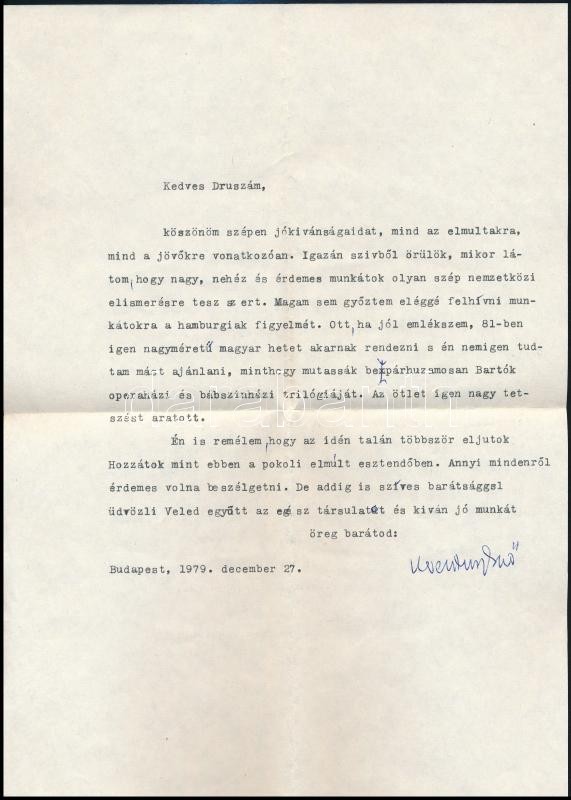 Kedves Druszám,
köszönöm szépen jókivánságaidat, mind az elmultakra,
mind a jövőkre vonatkozóan. Igazán szivből örülök, mikor lá-
tom,hogy nagy, nehéz és érdemes munkátok olyan szép nemzetközi
elismerésre tesz szert. Magam sem győztem eléggé felhívni mun-
kátokra a hamburgiak figyelmét. Ott,ha jól emlékszem, 81-ben
igen nagyméretű magyar hetet akarnak rendezni s én nemigen tud-
tam mást ajánlani, minthogy mutassák be párhuzamosan Bartók
operaházi és bábszinházi trilógiáját. Az ötlet igen nagy tet-
szést aratott.
Én is remélem,hogy az idén talán többször eljutok
Hozzátok mint ebben a pokoli elmúlt esztendőben. Annyi mindenről
érdemes volna beszélgetni. De addig is szíves barátsággsl
üdvözli Veled együtt az egész társulatot és kiván jó munkát
öreg barátod:
Budapest, 1979. december 27.
darabanth